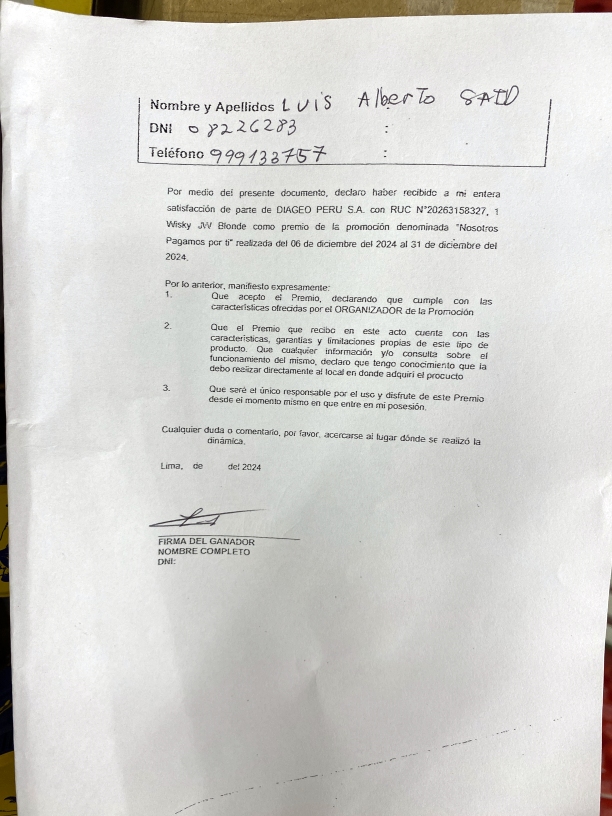 Nombre y Apellidos LUIS Alberto SAID
DNI 08226283 :
Teléfono 999133757 :
Por medio del presente documento, declaro haber recibido a mi entera
satisfacción de parte de DIAGEO PERU S.A. con RUC N°20263158327, 1
Wisky JW Blonde como premio de la promoción denominada "Nosotros
Pagamos por ti" realizada del 06 de diciembre del 2024 al 31 de diciembre del
2024.
Por lo anterior, manifiesto expresamente:
1. Que acepto el Premio, declarando que cumple con las
características ofrecidas por el ORGANIZADOR de la Promoción
2. Que el Premio que recibo en este acto cuenta con las
características, garantías y limitaciones propias de este tipo de
producto. Que cualquier información y/o consulta sobre el
funcionamiento del mismo, declaro que tengo conocimiento que la
debo realizar directamente al local en donde adquirí el producto
3. Que seré el único responsable por el uso y disfrute de este Premio
desde el momento mismo en que entre en mi posesión.
Cualquier duda o comentario, por favor, acercarse al lugar dónde se realizó la
dinámica.
Lima, de del 2024
FIRMA DEL GANADOR
NOMBRE COMPLETO
DNI: